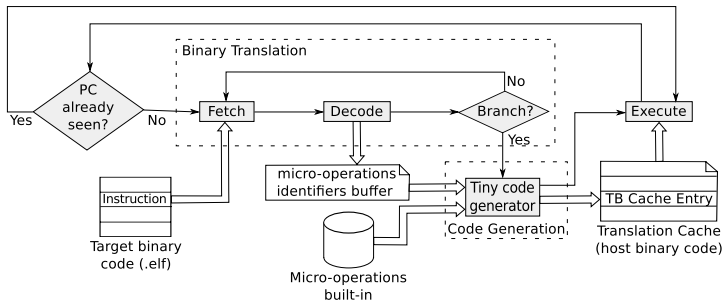 Binary Translation
PC
already
seen?
Yes
No
Fetch
Decode
Branch?
No
Yes
Execute
Instruction
Target binary
code (.elf)
micro-operations
identifiers buffer
Micro-operations
built-in
Tiny code
generator
Code Generation
TB Cache Entry
Translation Cache
(host binary code)